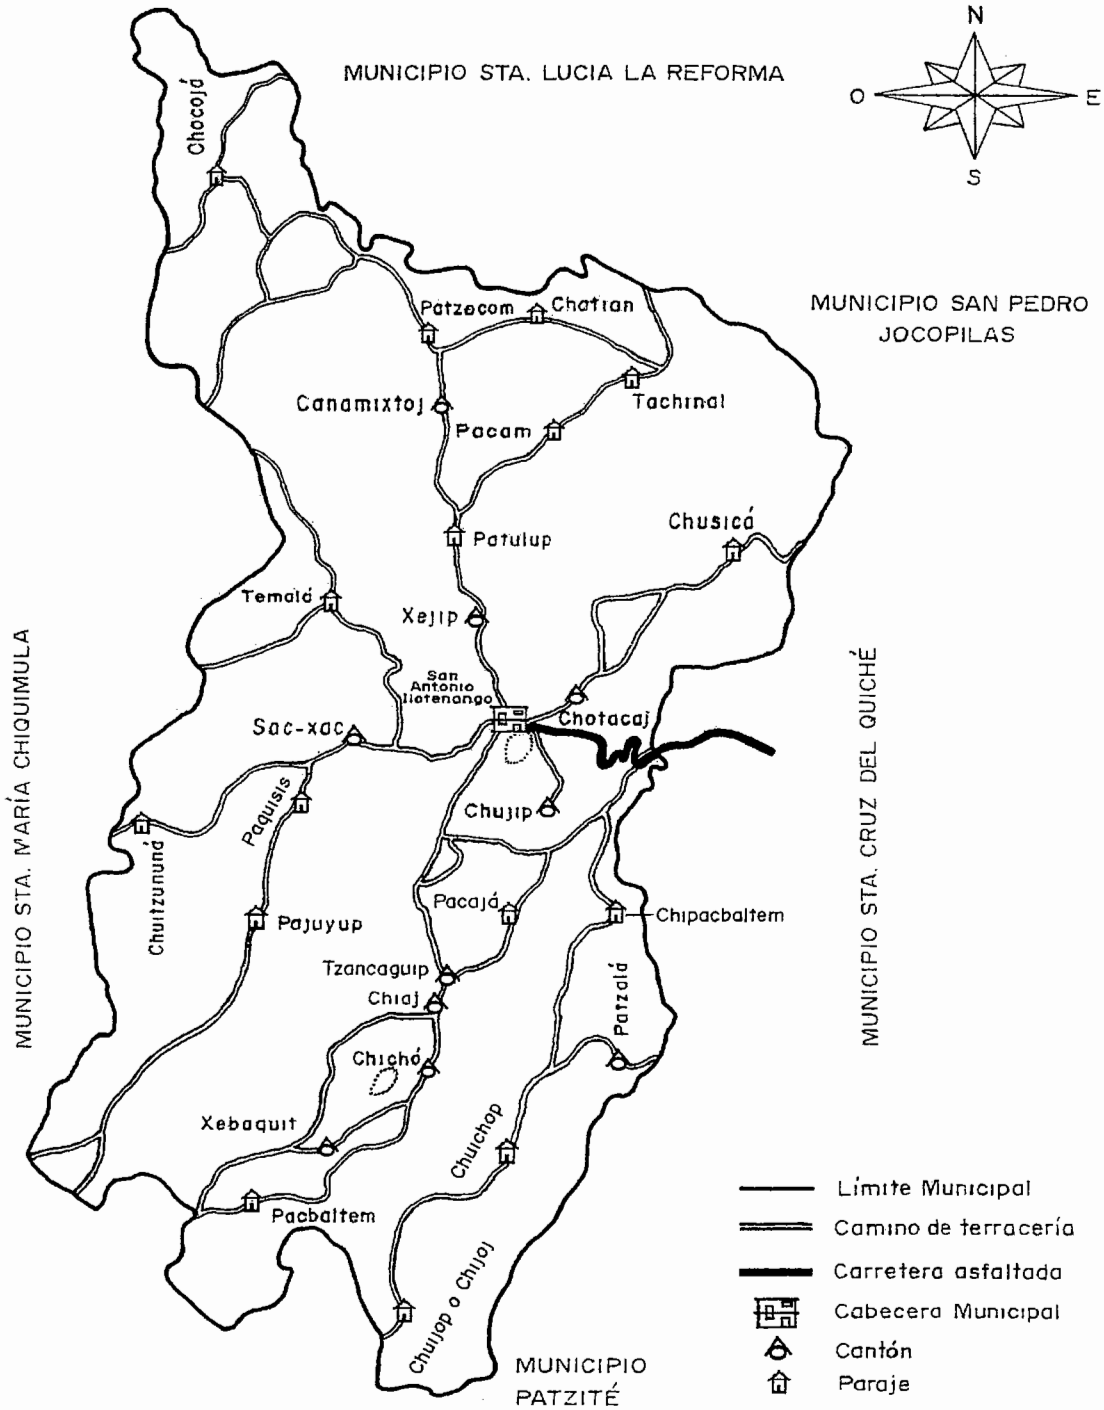 N
MUNICIPIO STA. LUCIA LA REFORMA
O
E
S
Chocojá
MUNICIPIO SAN PEDRO
JOCOPILAS
Patzocom
Chotian
Canamixtoj
Tachinal
Pacam
Chusicá
Patulup
Temalá
Xejip
San
Antonio
Ilotenango
Chotacaj
Sac-xac
MUNICIPIO STA. MARÍA CHIQUIMULA
MUNICIPIO STA. CRUZ DEL QUICHÉ
Paquisis
Chujip
Chuitzununá
Pacajá
Chipacbaltem
Pajuyup
Tzancaguip
Chiaj
Patzalá
Chichó
Xebaquit
Chuichop
Pacbaltem
Chuijop o Chijoj
MUNICIPIO
PATZITÉ
Límite Municipal
Camino de terracería
Carretera asfaltada
Cabecera Municipal
Cantón
Paraje